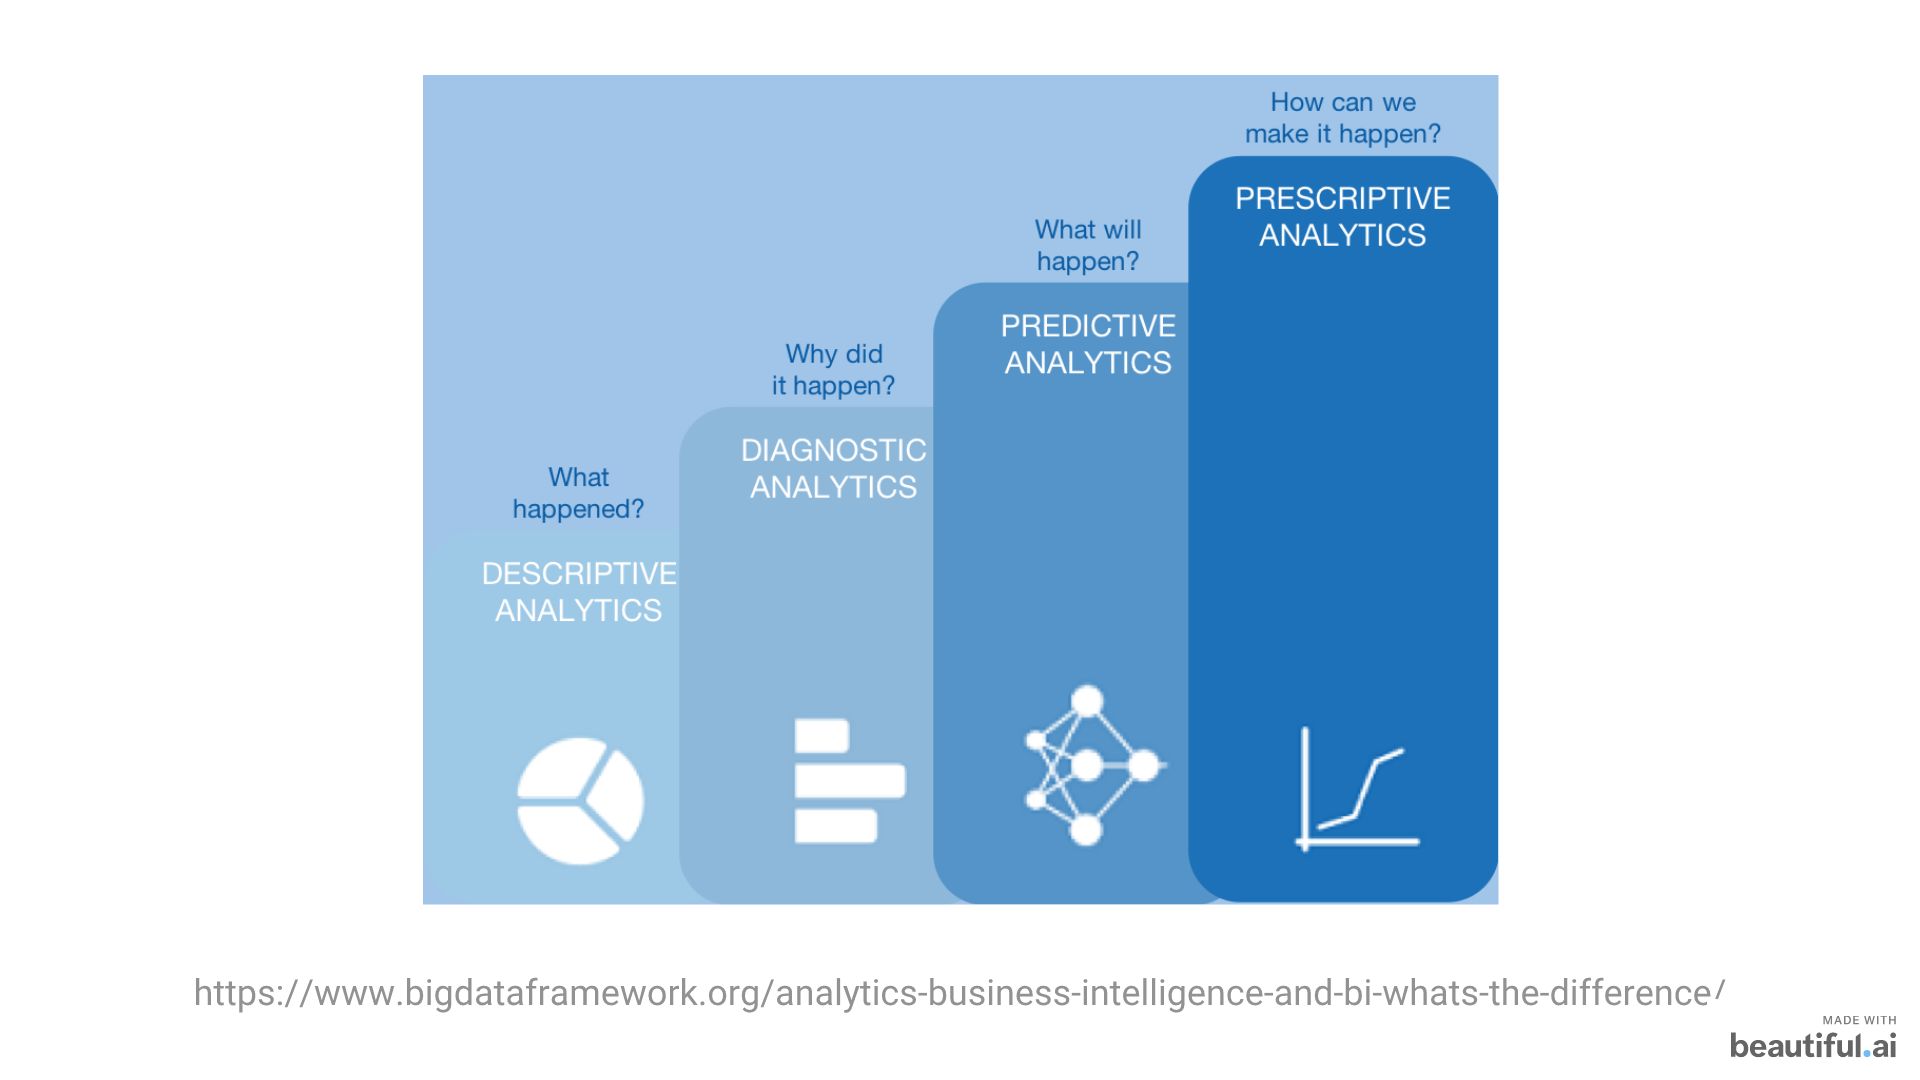 How can we
make it happen?
PRESCRIPTIVE
ANALYTICS
What will
happen?
PREDICTIVE
ANALYTICS
Why did
it happen?
DIAGNOSTIC
ANALYTICS
What
happened?
DESCRIPTIVE
ANALYTICS
https://www.bigdataframework.org/analytics-business-intelligence-and-bi-whats-the-difference/
MADE WITH
beautiful.ai